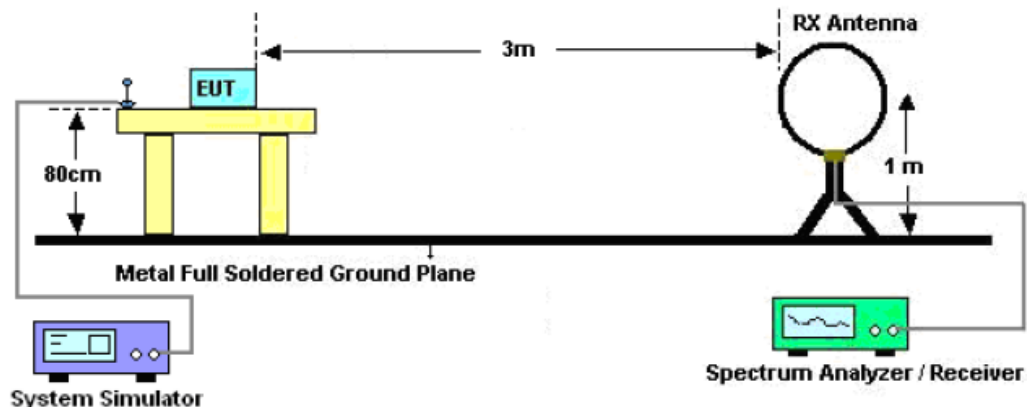 RX Antenna
3m
EUT
80cm
1 m
Metal Full Soldered Ground Plane
System Simulator
Spectrum Analyzer / Receiver